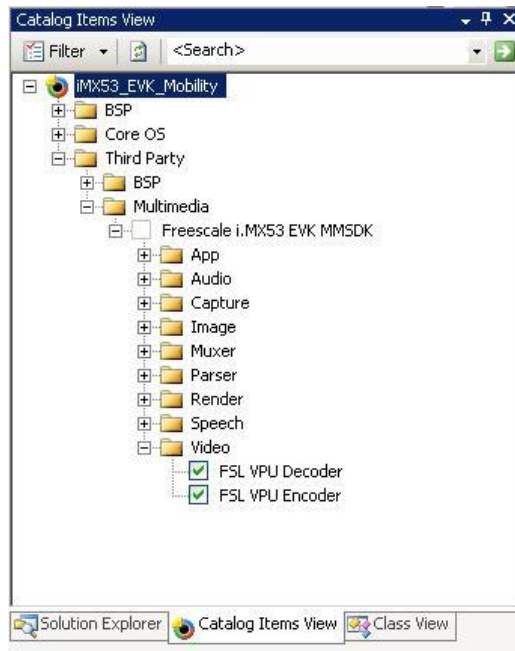 Catalog Items View
Filter <Search>
iMX53_EVK_Mobility
BSP
Core OS
Third Party
BSP
Multimedia
Freescale i.MX53 EVK MMSDK
App
Audio
Capture
Image
Muxer
Parser
Render
Speech
Video
FSL VPU Decoder
FSL VPU Encoder
Solution Explorer Catalog Items View Class View